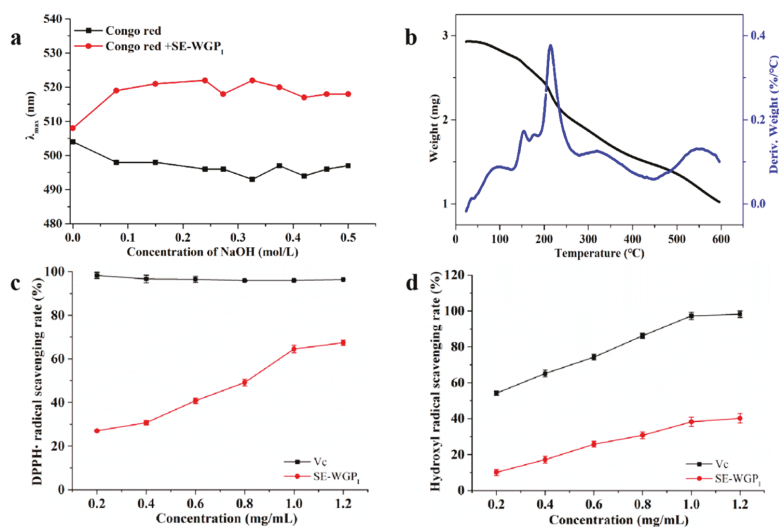 a
540
530
520
510
500
490
480
λmax (nm)
Congo red
Congo red +SE-WGP₁
0.0 0.1 0.2 0.3 0.4 0.5
Concentration of NaOH (mol/L)
b
3
2
1
Weight (mg)
0.4
0.2
0.0
Deriv. Weight (%/°C)
0 100 200 300 400 500 600
Temperature (°C)
c
100
80
60
40
20
0
DPPH· radical scavenging rate (%)
Vc
SE-WGP₁
0.2 0.4 0.6 0.8 1.0 1.2
Concentration (mg/mL)
d
120
100
80
60
40
20
0
Hydroxyl radical scavenging rate (%)
Vc
SE-WGP₁
0.2 0.4 0.6 0.8 1.0 1.2
Concentration (mg/mL)